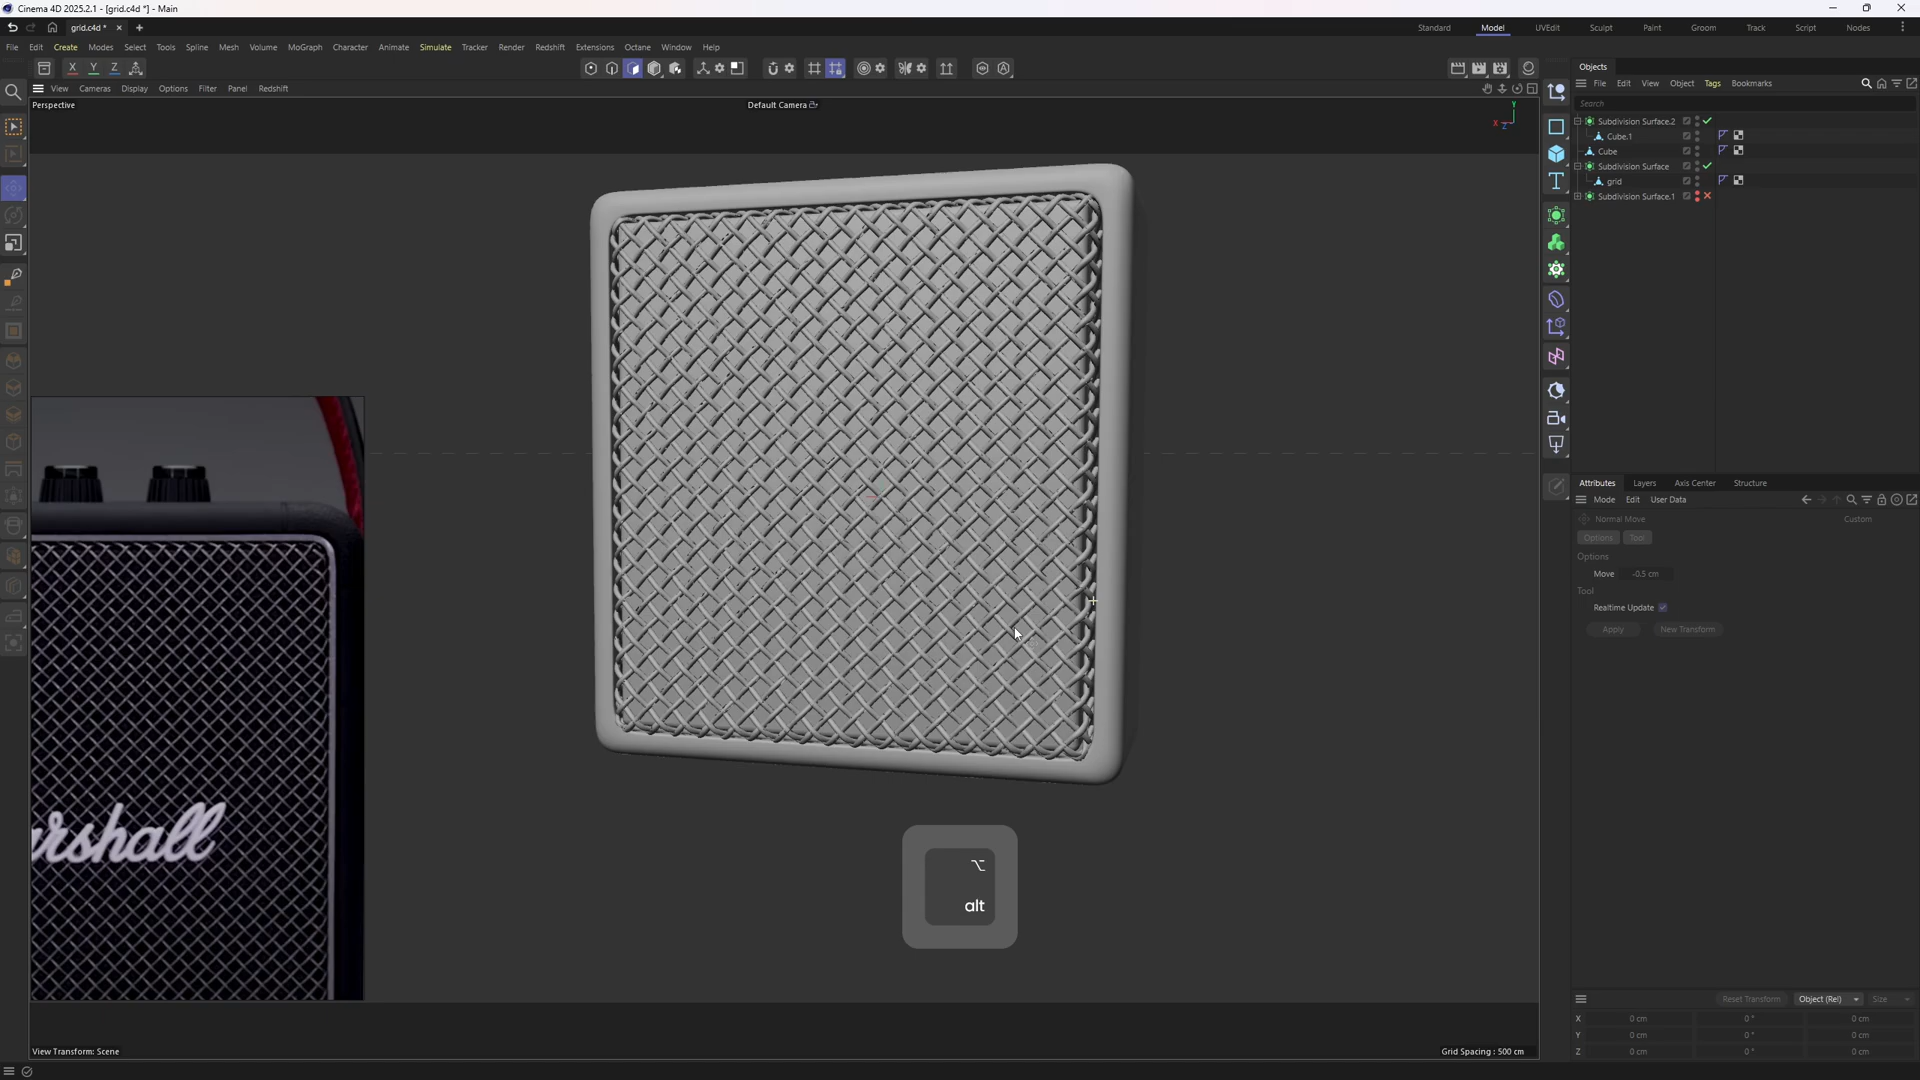 Cinema 4D 2025.2.1 - [grid.c4d *] - Main
grid.c4d *
Standard Model UVEdit Sculpt Paint Groom Track Script Nodes
File Edit Create Modes Select Tools Spline Mesh Volume MoGraph Character Animate Simulate Tracker Render Redshift Extensions Octane Window Help
X Y Z
View Cameras Display Options Filter Panel Redshift
Perspective
Default Camera
Y
X
Z
Objects
File Edit View Object Tags Bookmarks
Search
Subdivision Surface.2
Cube.1
Cube
Subdivision Surface
grid
Subdivision Surface.1
Attributes Layers Axis Center Structure
Mode Edit User Data
Normal Move Custom
Options Tool
Options
Move -0.5 cm
Tool
Realtime Update
Apply New Transform
arshall
alt
View Transform: Scene
Grid Spacing : 500 cm
Reset Transform Object (Rel) Size
X 0 cm 0 ° 0 cm
Y 0 cm 0 ° 0 cm
Z 0 cm 0 ° 0 cm